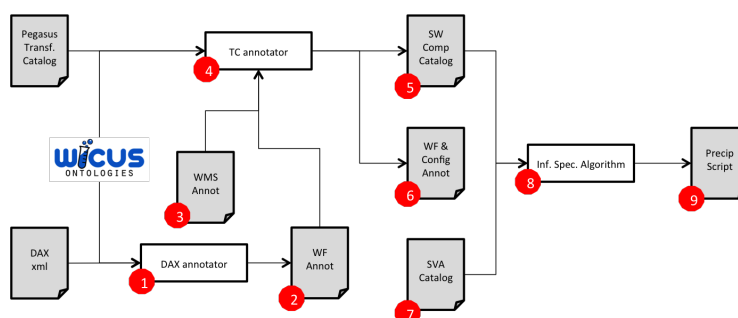 Pegasus
Transf.
Catalog
TC annotator
4
SW
Comp
Catalog
5
WICUS
ONTOLOGIES
WMS
Annot
3
WF &
Config
Annot
6
Inf. Spec. Algorithm
8
Precip
Script
9
DAX
xml
DAX annotator
1
WF
Annot
2
SVA
Catalog
7